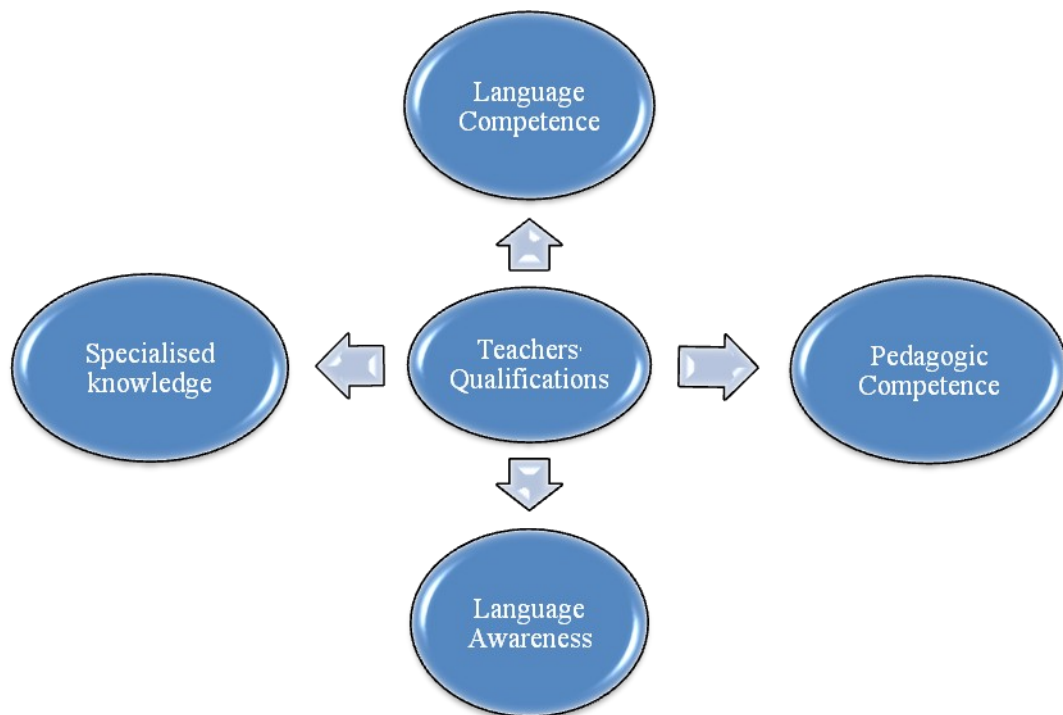 Language
Competence
Specialised
knowledge
Teachers'
Qualifications
Pedagogic
Competence
Language
Awareness